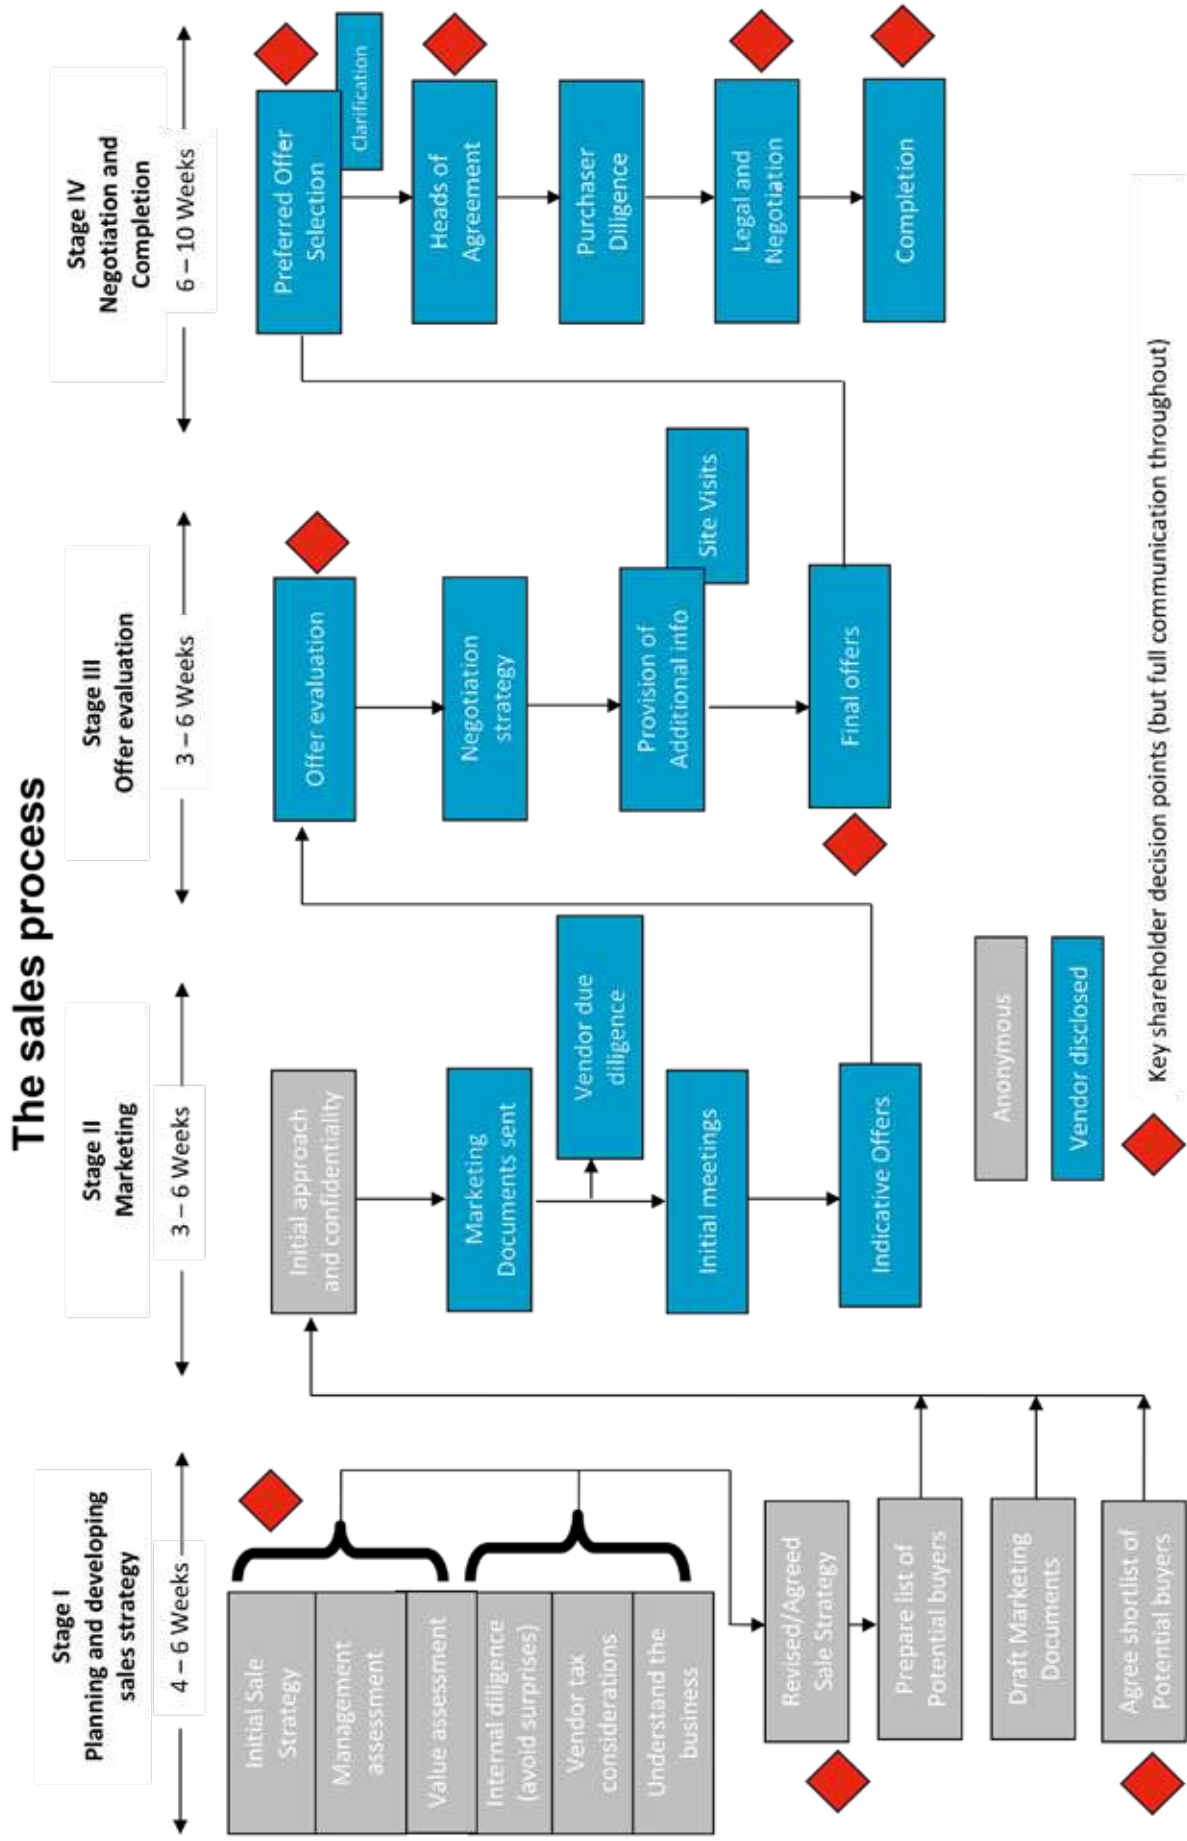 The sales process
Stage I
Planning and developing
sales strategy
4 – 6 Weeks
Initial Sale
Strategy
Management
assessment
Value assessment
Internal diligence
(avoid surprises)
Vendor tax
considerations
Understand the
business
Revised/Agreed
Sale Strategy
Prepare list of
Potential buyers
Draft Marketing
Documents
Agree shortlist of
Potential buyers
Stage II
Marketing
3 – 6 Weeks
Initial approach
and confidentiality
Marketing
Documents sent
Vendor due
diligence
Initial meetings
Indicative Offers
Stage III
Offer evaluation
3 – 6 Weeks
Offer evaluation
Negotiation
strategy
Provision of
Additional info
Site Visits
Final offers
Stage IV
Negotiation and
Completion
6 – 10 Weeks
Preferred Offer
Selection
Clarification
Heads of
Agreement
Purchaser
Diligence
Legal and
Negotiation
Completion
Anonymous
Vendor disclosed
Key shareholder decision points (but full communication throughout)